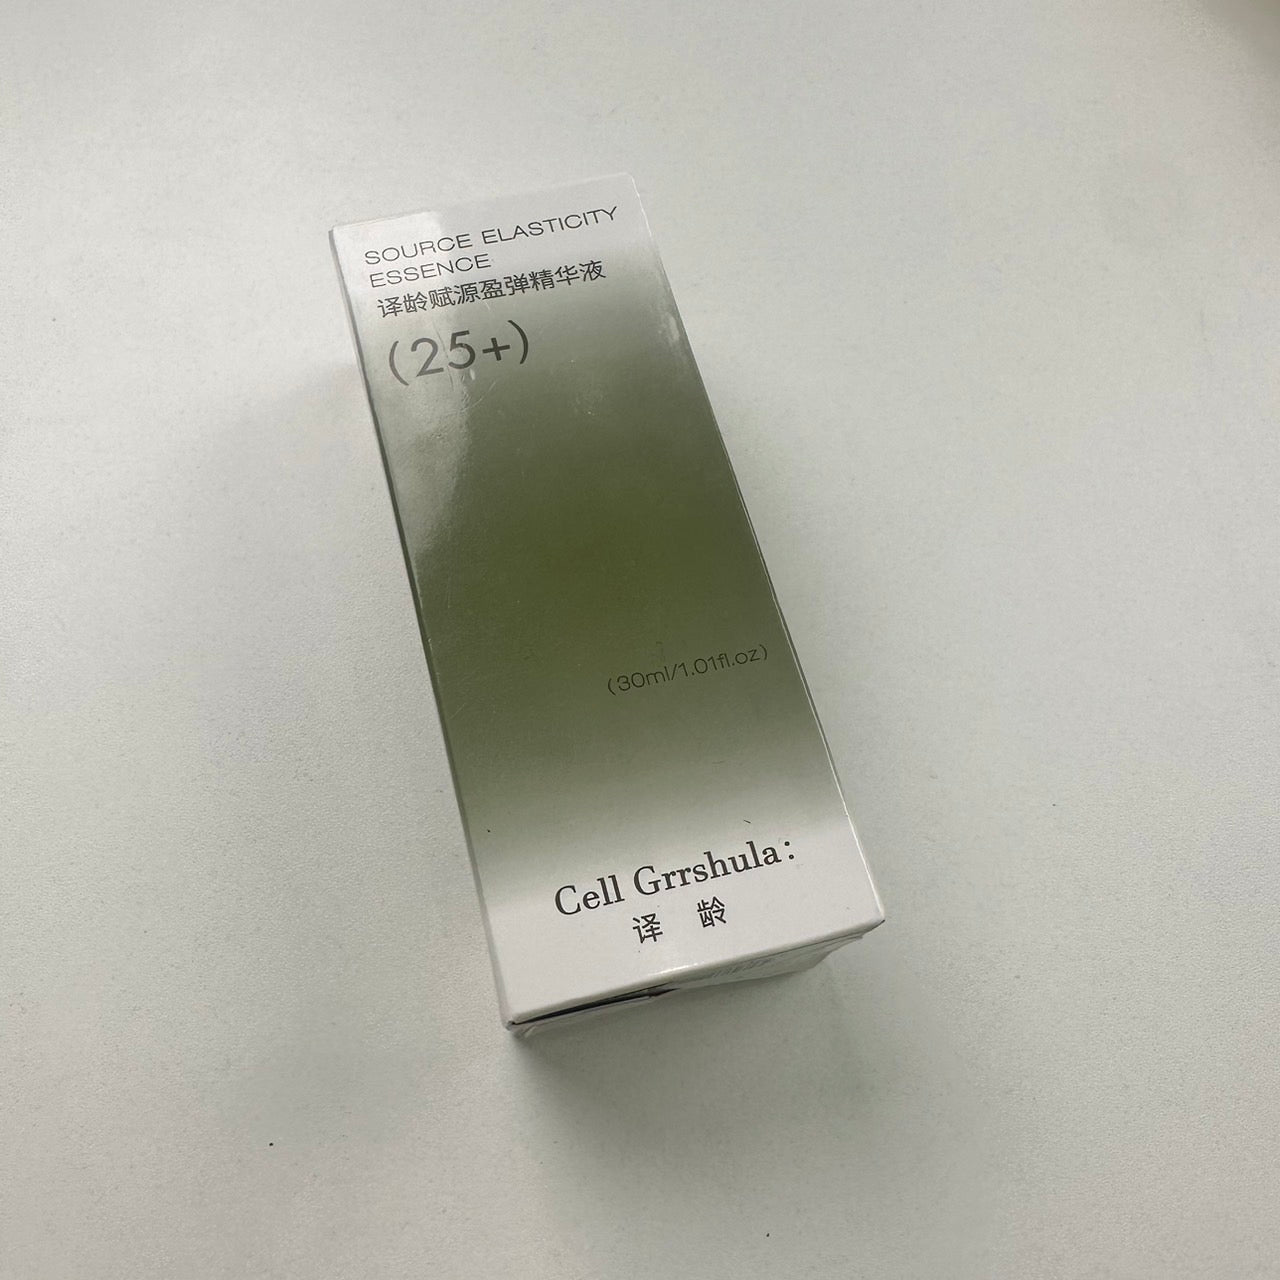 SOURCE ELASTICITY
ESSENCE
译龄赋源盈弹精华液
(25+)
(30ml/1.01fl.oz)
Cell Grrshula:
译 龄